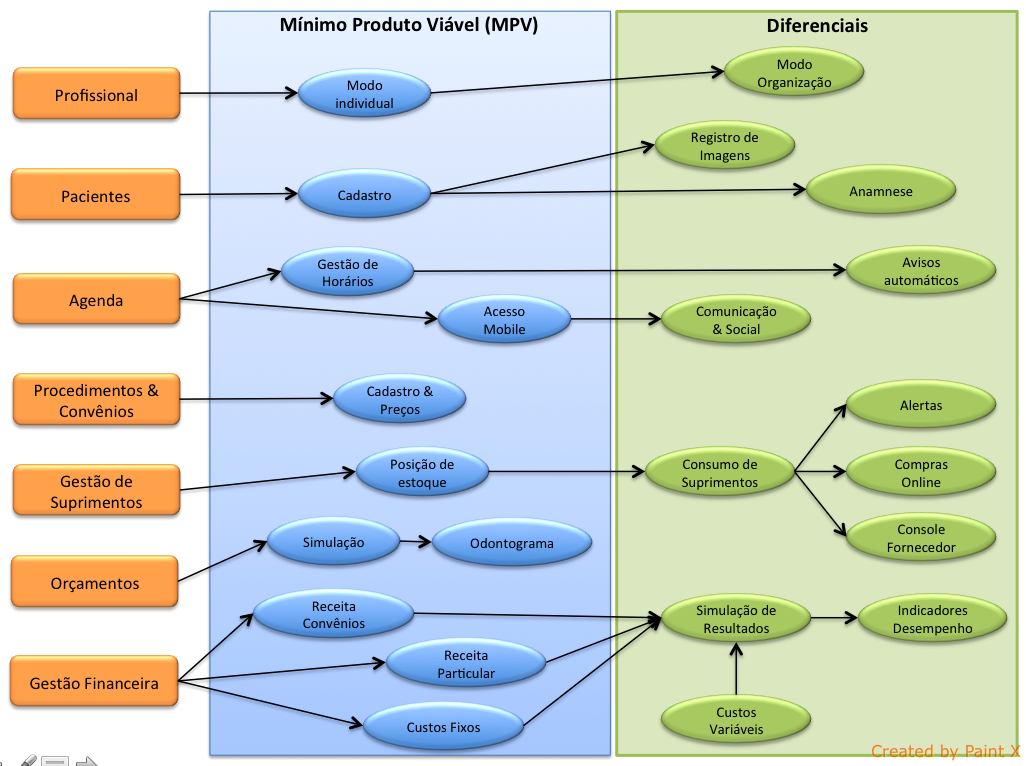 Mínimo Produto Viável (MPV)
Diferenciais
Profissional
Modo
individual
Modo
Organização
Pacientes
Cadastro
Registro de
Imagens
Anamnese
Agenda
Gestão de
Horários
Avisos
automáticos
Acesso
Mobile
Comunicação
& Social
Procedimentos &
Convênios
Cadastro &
Preços
Gestão de
Suprimentos
Posição de
estoque
Consumo de
Suprimentos
Alertas
Compras
Online
Console
Fornecedor
Orçamentos
Simulação
Odontograma
Gestão Financeira
Receita
Convênios
Receita
Particular
Custos Fixos
Simulação de
Resultados
Indicadores
Desempenho
Custos
Variáveis
Created by Paint X